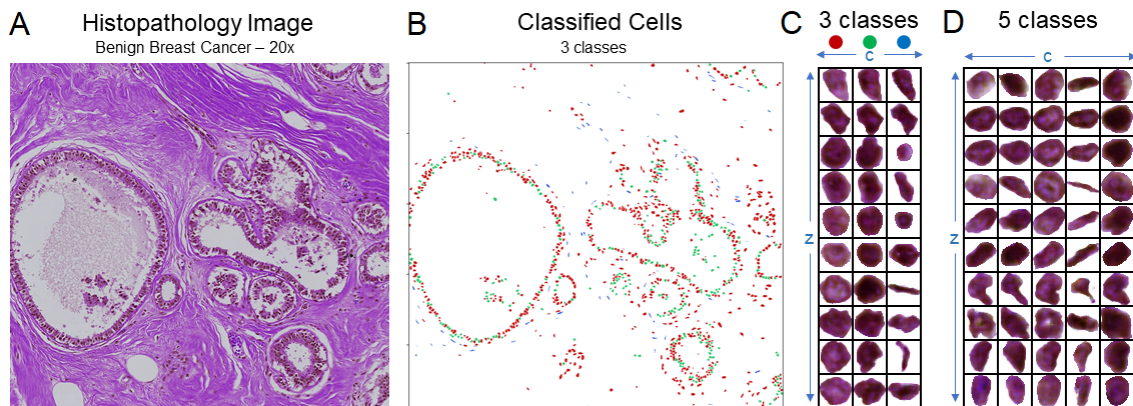 A
Histopathology Image
Benign Breast Cancer – 20x
B
Classified Cells
3 classes
C
3 classes
c
z
D
5 classes
c
z